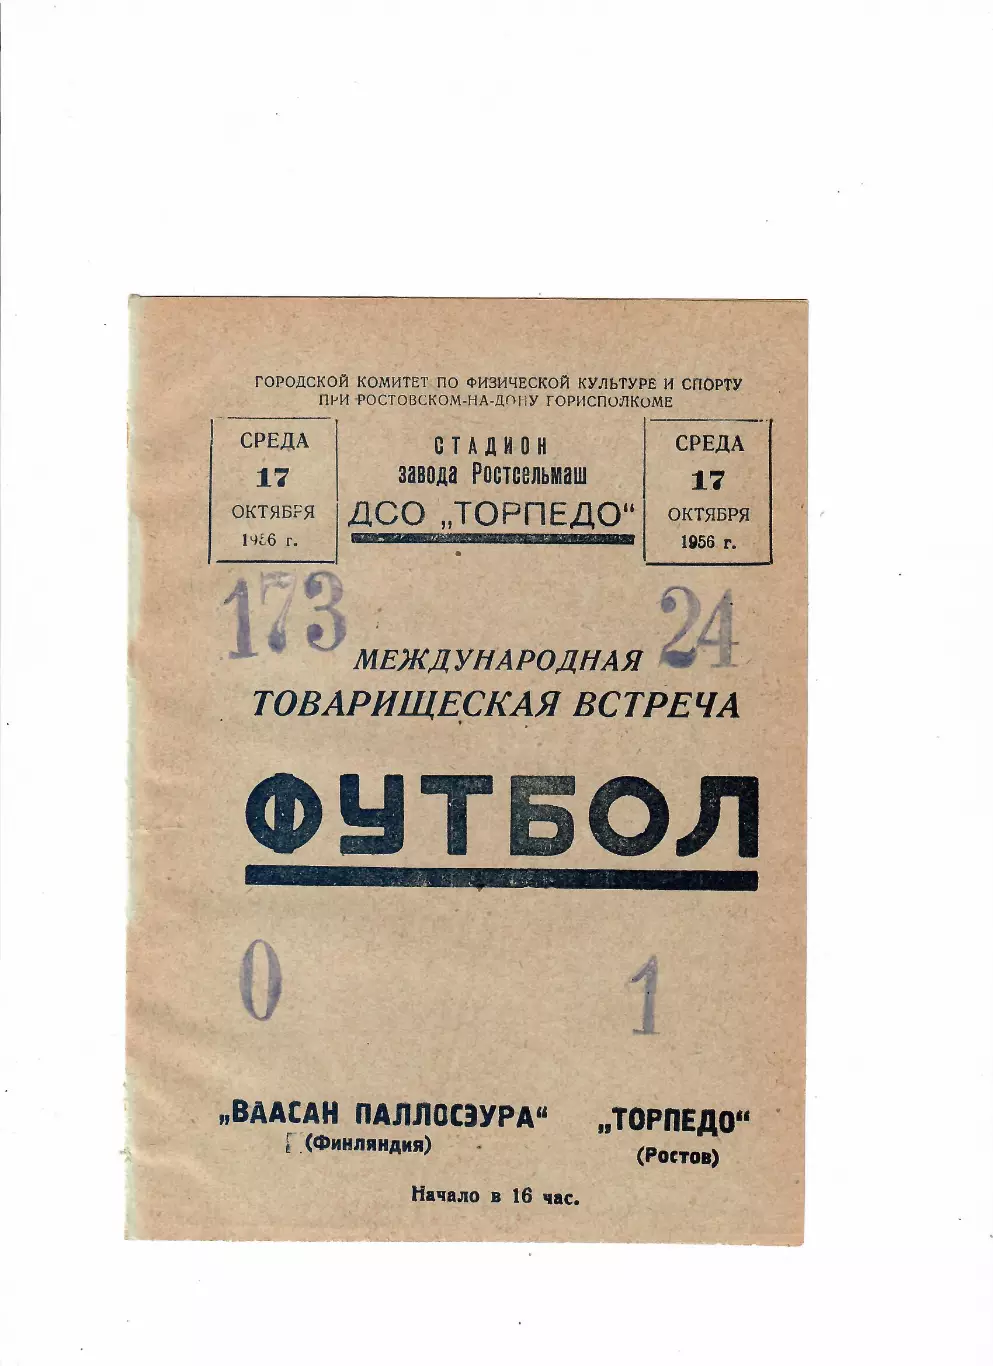 ГОРОДСКОЙ КОМИТЕТ ПО ФИЗИЧЕСКОЙ КУЛЬТУРЕ И СПОРТУ
ПРИ РОСТОВСКОМ-НА-ДОНУ ГОРИСПОЛКОМЕ
СРЕДА
17
ОКТЯБРЯ
1956 г.
СТАДИОН
завода Ростсельмаш
ДСО „ТОРПЕДО“
СРЕДА
17
ОКТЯБРЯ
1956 г.
173
24
МЕЖДУНАРОДНАЯ
ТОВАРИЩЕСКАЯ ВСТРЕЧА
ФУТБОЛ
0
1
„ВААСАН ПАЛЛОСЭУРА“
(Финляндия)
„ТОРПЕДО“
(Ростов)
Начало в 16 час.